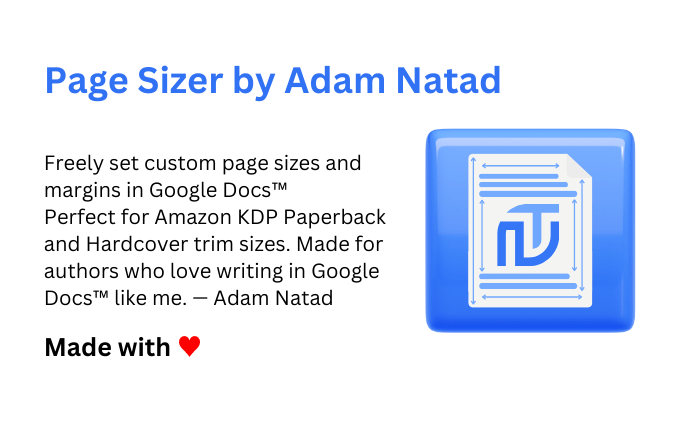 Page Sizer by Adam Natad
Freely set custom page sizes and
margins in Google Docs™
Perfect for Amazon KDP Paperback
and Hardcover trim sizes. Made for
authors who love writing in Google
Docs™ like me. — Adam Natad
Made with ♥